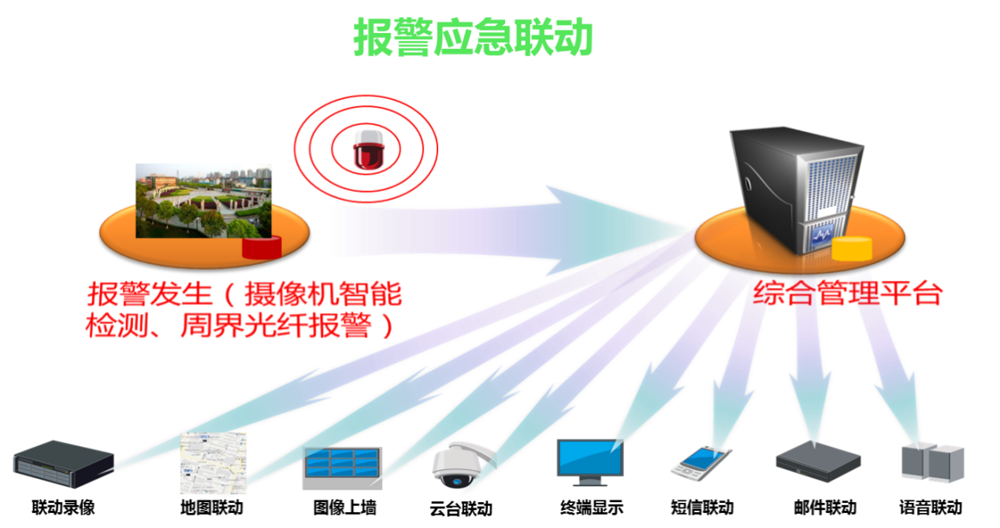 报警应急联动
报警发生（摄像机智能
检测、周界光纤报警）
综合管理平台
联动录像
地图联动
图像上墙
云台联动
终端显示
短信联动
邮件联动
语音联动